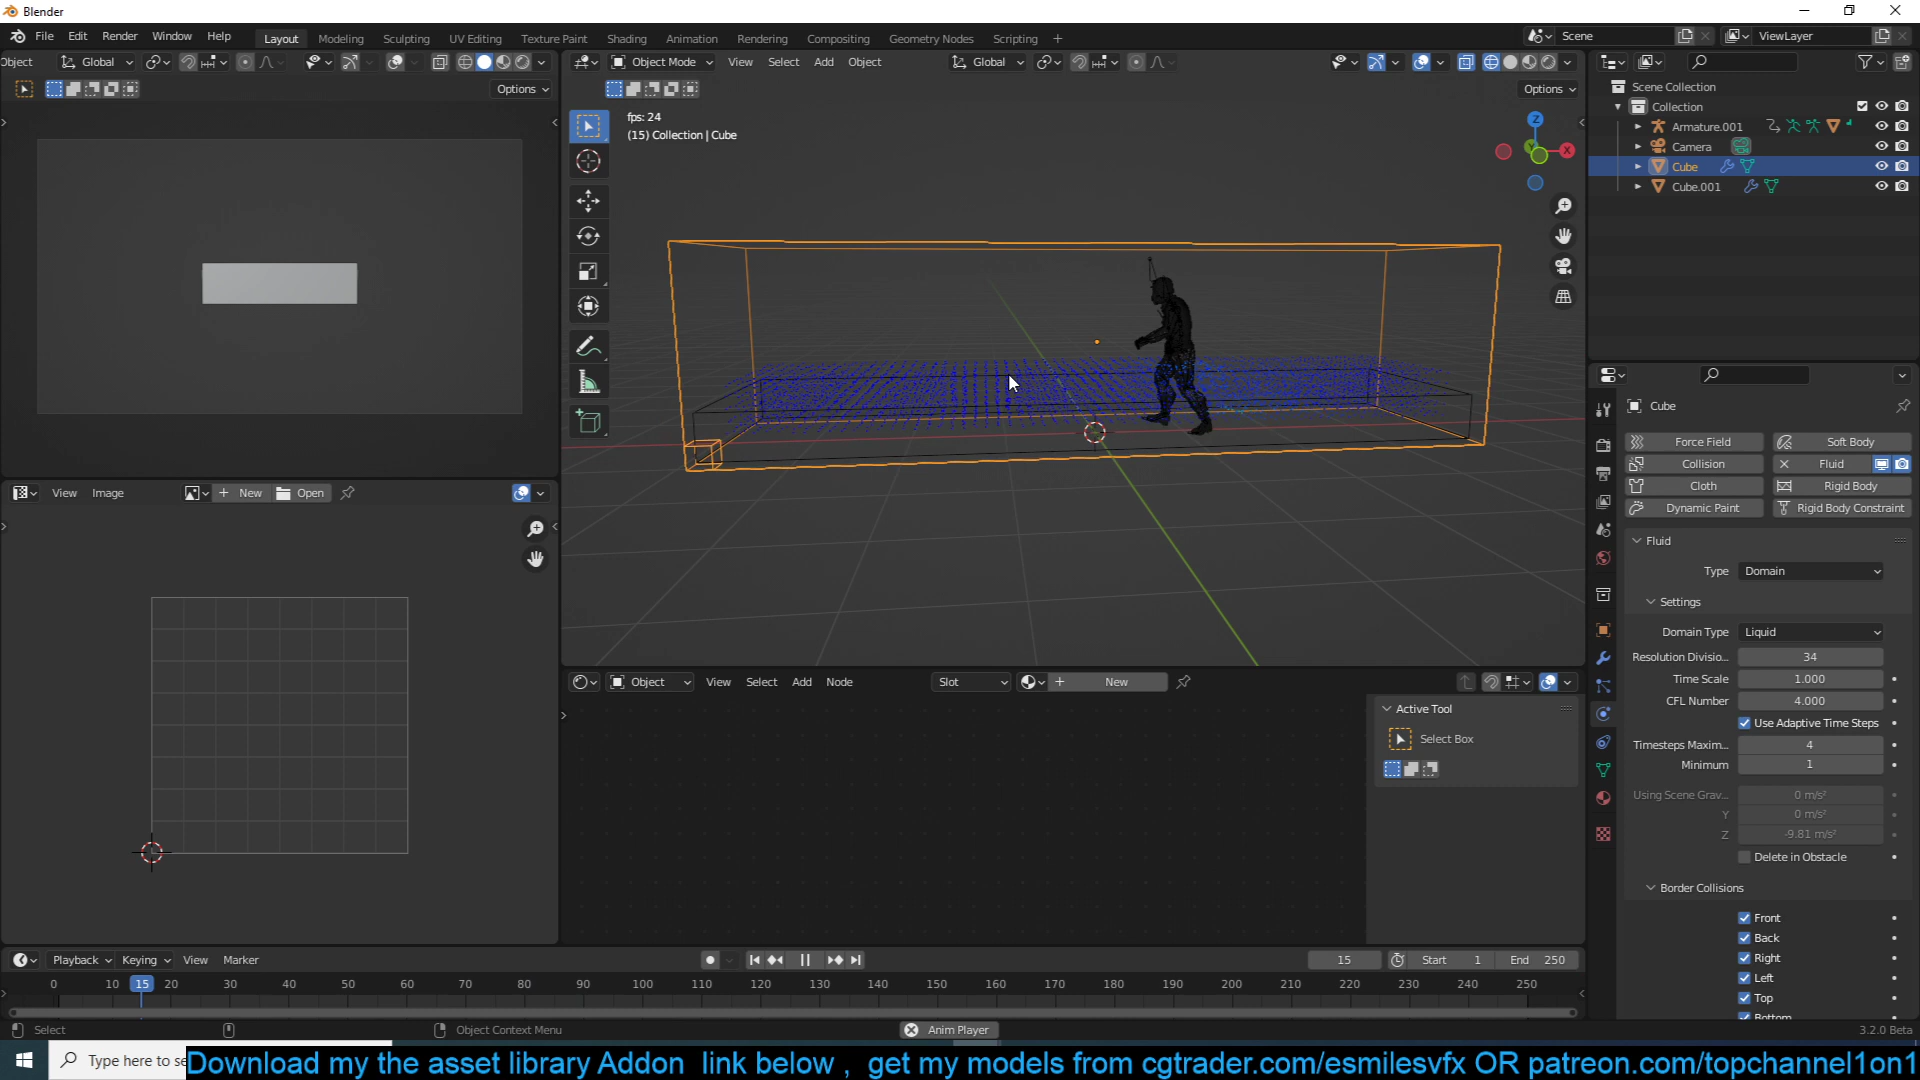 Blender
File Edit Render Window Help
Layout Modeling Sculpting UV Editing Texture Paint Shading Animation Rendering Compositing Geometry Nodes Scripting
Scene
ViewLayer
Object
Global
Options
Object Mode View Select Add Object
Global
Options
fps: 24
(15) Collection | Cube
Z
X
Y
Scene Collection
Collection
Armature.001
Camera
Cube
Cube.001
Cube
Force Field Soft Body
Collision Fluid
Cloth Rigid Body
Dynamic Paint Rigid Body Constraint
Fluid
Type Domain
Settings
Domain Type Liquid
Resolution Divisio... 34
Time Scale 1.000
CFL Number 4.000
Use Adaptive Time Steps
Timesteps Maxim... 4
Minimum 1
Using Scene Grav... 0 m/s²
Y 0 m/s²
Z -9.81 m/s²
Delete in Obstacle
Border Collisions
Front
Back
Right
Left
Top
Bottom
View Image
New Open
Object View Select Add Node
Slot
New
Active Tool
Select Box
Playback Keying View Marker
15 Start 1 End 250
0 10 15 20 30 40 50 60 70 80 90 100 110 120 130 140 150 160 170 180 190 200 210 220 230 240 250
Select Object Context Menu Anim Player 3.2.0 Beta
Type here to se
Download my the asset library Addon link below , get my models from cgtrader.com/esmilesvfx OR patreon.com/topchannel1on1